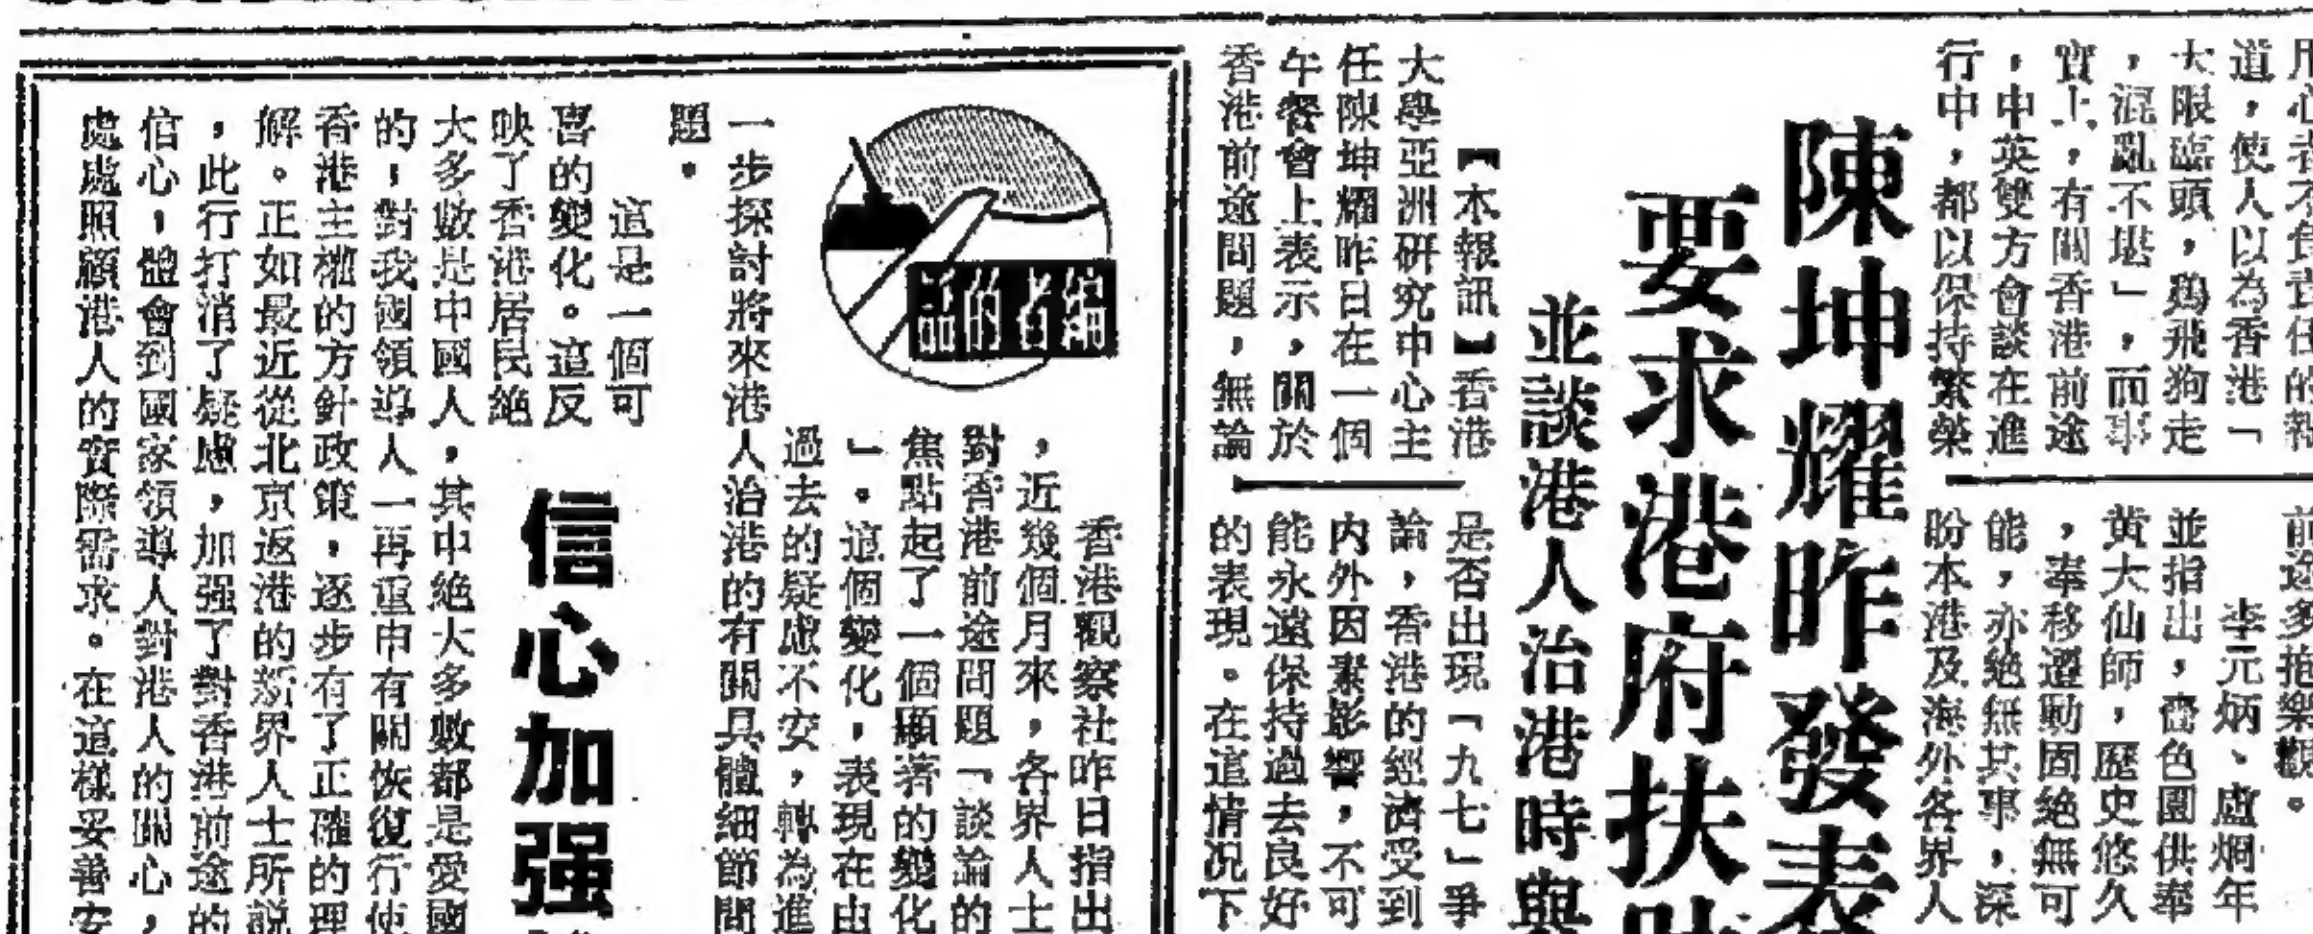 道，使人以為香港「
大限臨頭，鷄飛狗走
，混亂不堪」，而事
實上，有關香港前途
，中英雙方會談在進
行中，都以保持繁榮
前途多抱樂觀。
李元炳、盧烱年
並指出，嗇色園供奉
黃大仙師，歷史悠久
，奉移遷動固絕無可
能，亦絕無其事，深
盼本港及海外各界人
陳坤耀昨發表
要求港府扶
並談港人治港時與
【本報訊】香港
大學亞洲研究中心主
任陳坤耀昨日在一個
午餐會上表示，關於
香港前途問題，無論
是否出現「九七」爭
論，香港的經濟受到
內外因素影響，不可
能永遠保持過去良好
的表現。在這情况下
編者的話
信心加强
香港觀察社昨日指出
，近幾個月來，各界人士
對香港前途問題「談論的
焦點起了一個顯著的變化
」。這個變化，表現在由
過去的疑慮不安，轉為進
一步探討將來港人治港的有關具體細節問
題。
這是一個可
喜的變化。這反
映了香港居民絕
大多數是中國人，其中絕大多數都是愛國
的，對我國領導人一再重申有關恢復行使
香港主權的方針政策，逐步有了正確的理
解。正如最近從北京返港的新界人士所說
，此行打消了疑慮，加强了對香港前途的
信心，體會到國家領導人對港人的關心，
處處照顧港人的實際需求。在這樣妥善安